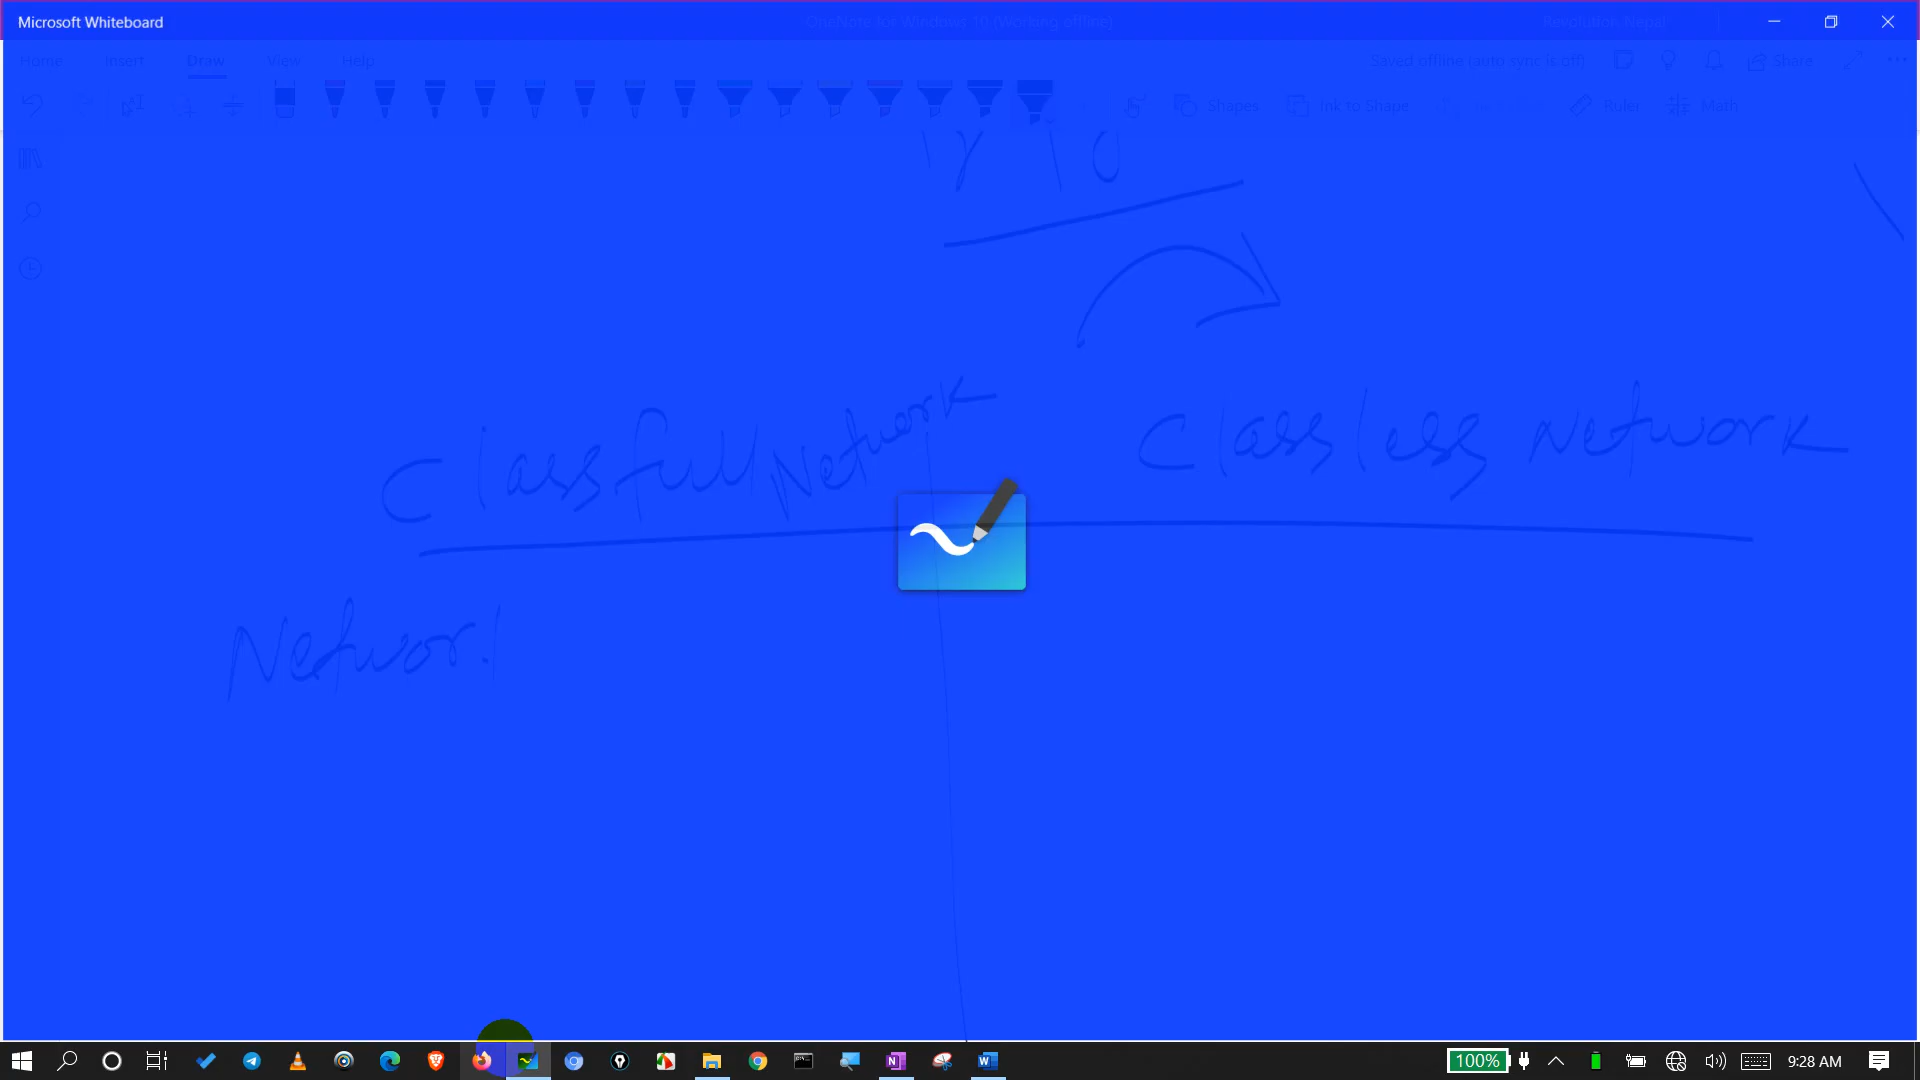 Microsoft Whiteboard
OneNote for Windows 10 (Working offline)
Revolution Nepal
Home Insert Draw View Help
Saved offline (auto sync is off) Share
Shapes Ink to Shape Ruler Math
Classfull Network
Classless Network
Networ
100%
9:28 AM